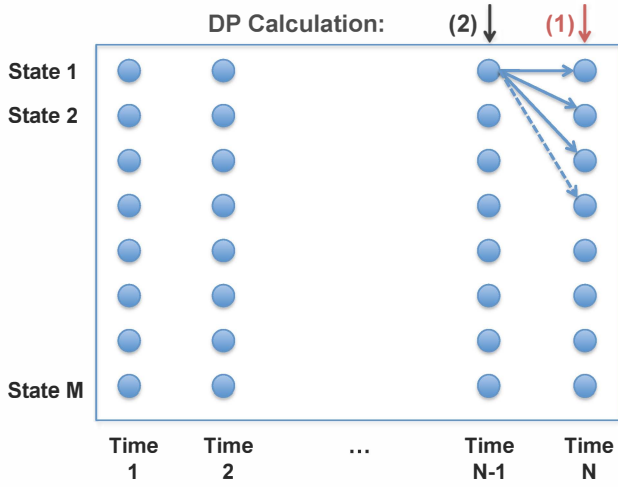 DP Calculation: (2) (1)
State 1
State 2
State M
Time Time … Time Time
1 2 N-1 N